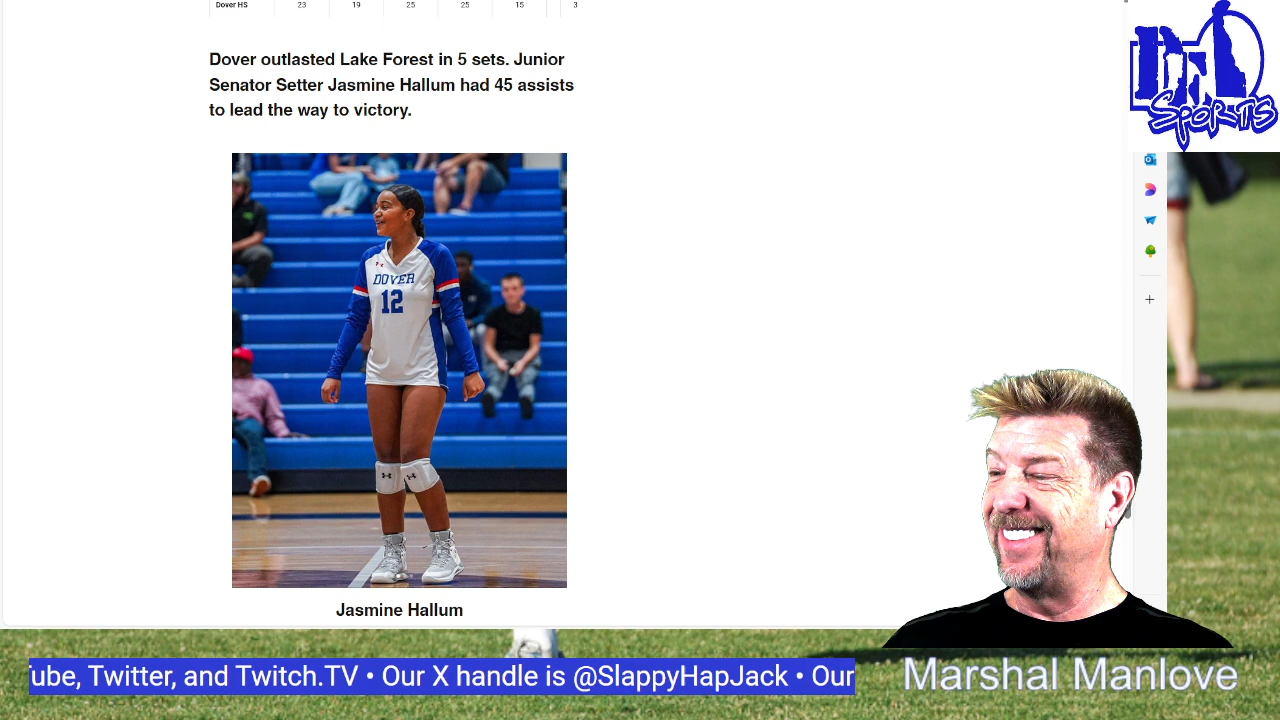 Dover HS 23 19 25 25 15 3
Dover outlasted Lake Forest in 5 sets. Junior
Senator Setter Jasmine Hallum had 45 assists
to lead the way to victory.
DOVER
12
Jasmine Hallum
DFN
SPORTS
ube, Twitter, and Twitch.TV • Our X handle is @SlappyHapJack • Our
Marshal Manlove